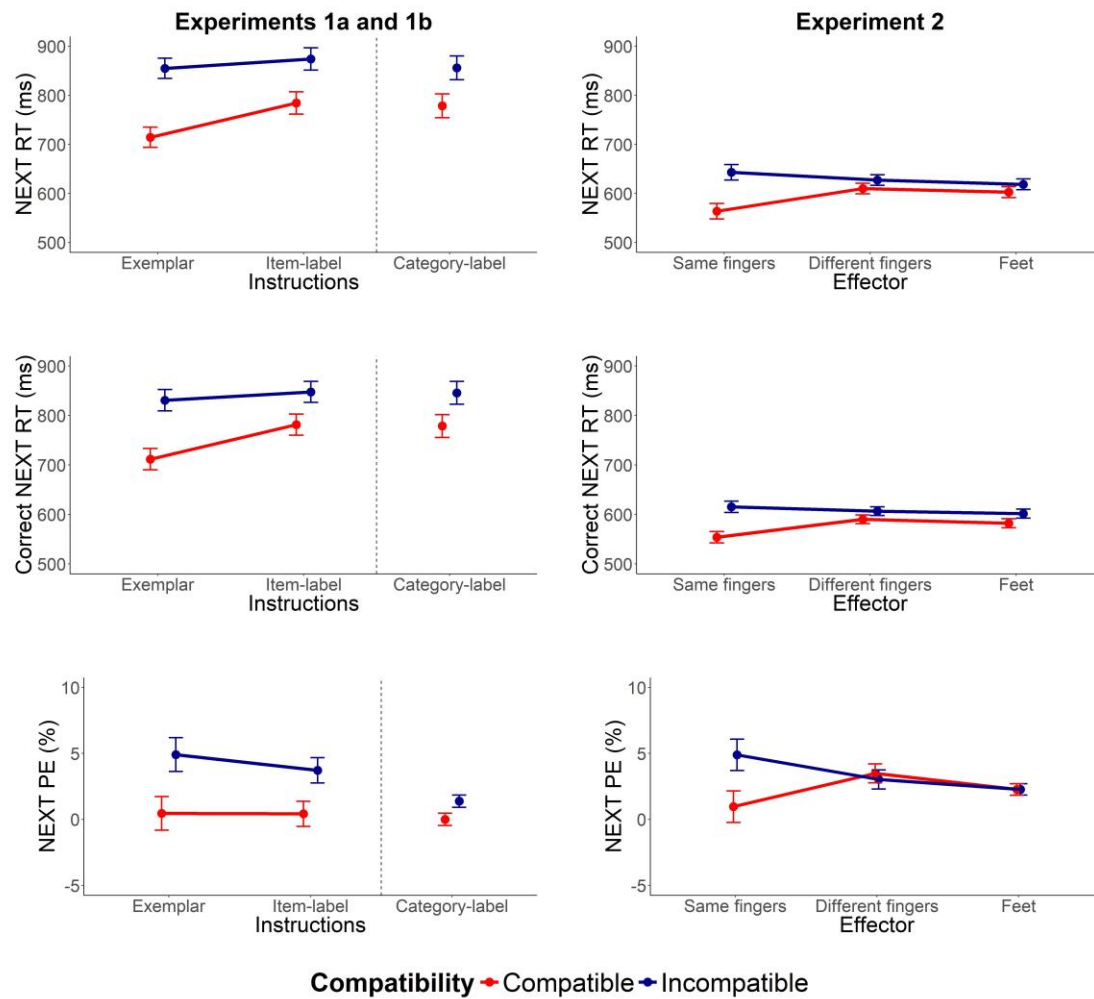 Experiments 1a and 1b
NEXT RT (ms)
900
800
700
600
500
Exemplar Item-label Category-label
Instructions
Experiment 2
NEXT RT (ms)
900
800
700
600
500
Same fingers Different fingers Feet
Effector
Correct NEXT RT (ms)
900
800
700
600
500
Exemplar Item-label Category-label
Instructions
Correct NEXT RT (ms)
900
800
700
600
500
Same fingers Different fingers Feet
Effector
NEXT PE (%)
10
5
0
-5
Exemplar Item-label Category-label
Instructions
NEXT PE (%)
10
5
0
-5
Same fingers Different fingers Feet
Effector
Compatibility Compatible Incompatible